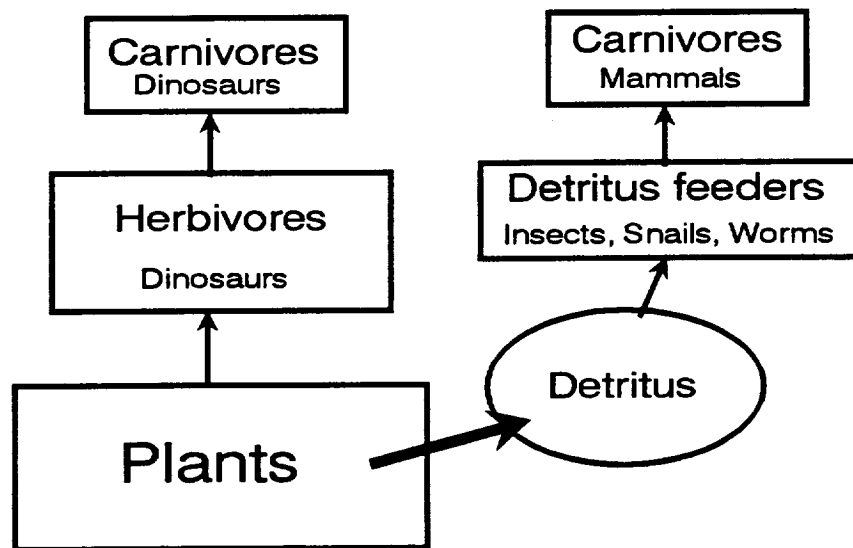 Carnivores
Dinosaurs
Herbivores
Dinosaurs
Plants
Carnivores
Mammals
Detritus feeders
Insects, Snails, Worms
Detritus